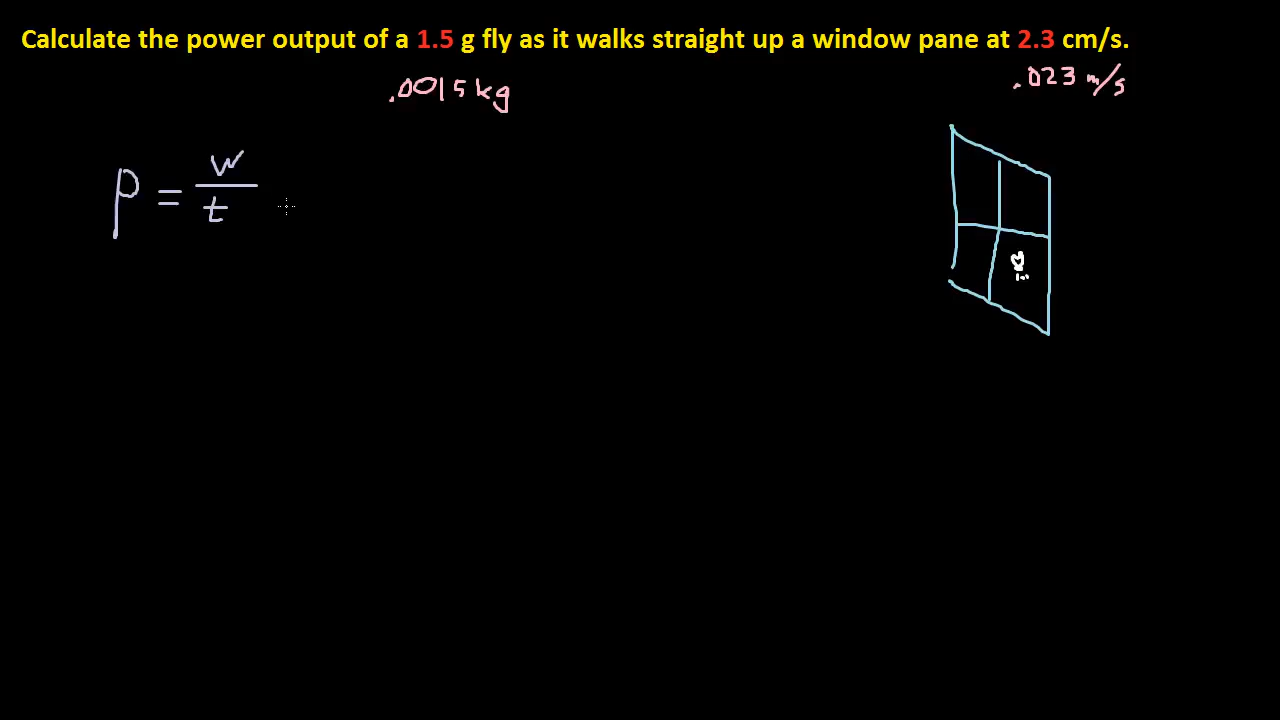 Calculate the power output of a 1.5 g fly as it walks straight up a window pane at 2.3 cm/s.
.0015 kg
.023 m/s
P = w/t